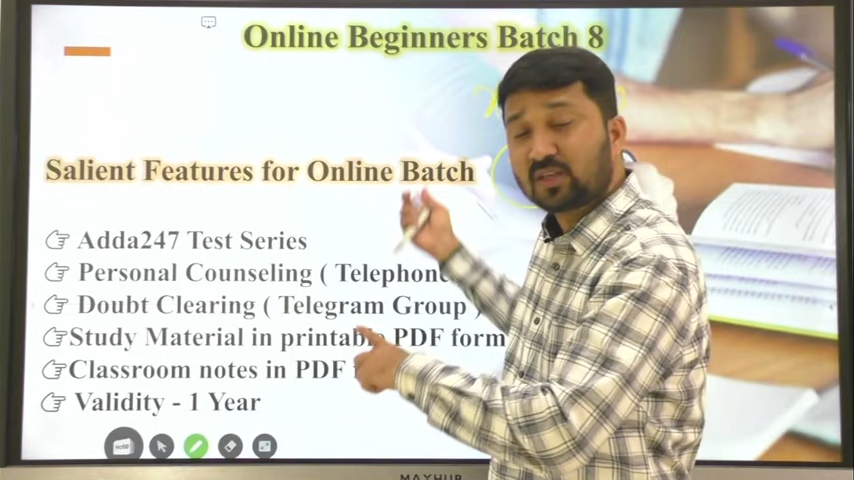 Online Beginners Batch 8
Salient Features for Online Batch
Adda247 Test Series
Personal Counseling ( Telephone
Doubt Clearing ( Telegram Group )
Study Material in printable PDF form
Classroom notes in PDF
Validity - 1 Year
MAXHUB